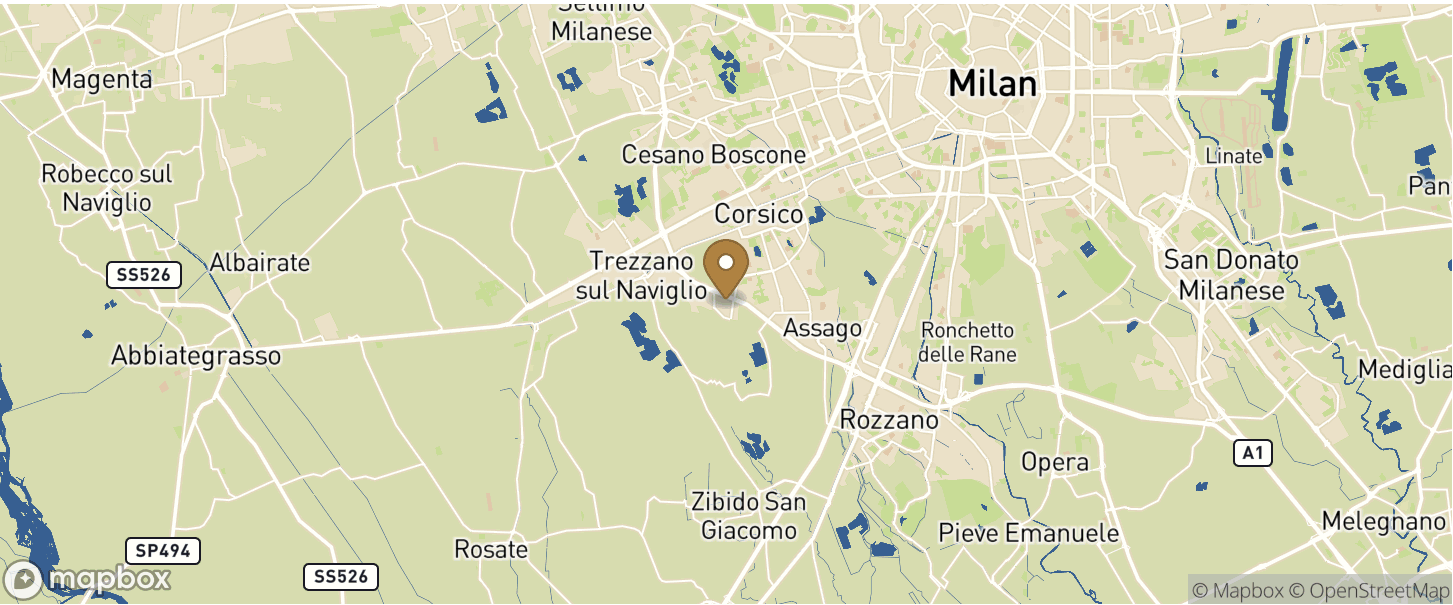 Settimo
Milanese
Magenta
Milan
Cesano Boscone
Linate
Robecco sul
Naviglio
Pan
Corsico
SS526
Albairate
Trezzano
sul Naviglio
San Donato
Milanese
Assago
Ronchetto
delle Rane
Abbiategrasso
Mediglia
Rozzano
A1
Opera
Zibido San
Giacomo
Melegnano
Pieve Emanuele
SP494
Rosate
SS526
mapbox
© Mapbox © OpenStreetMap